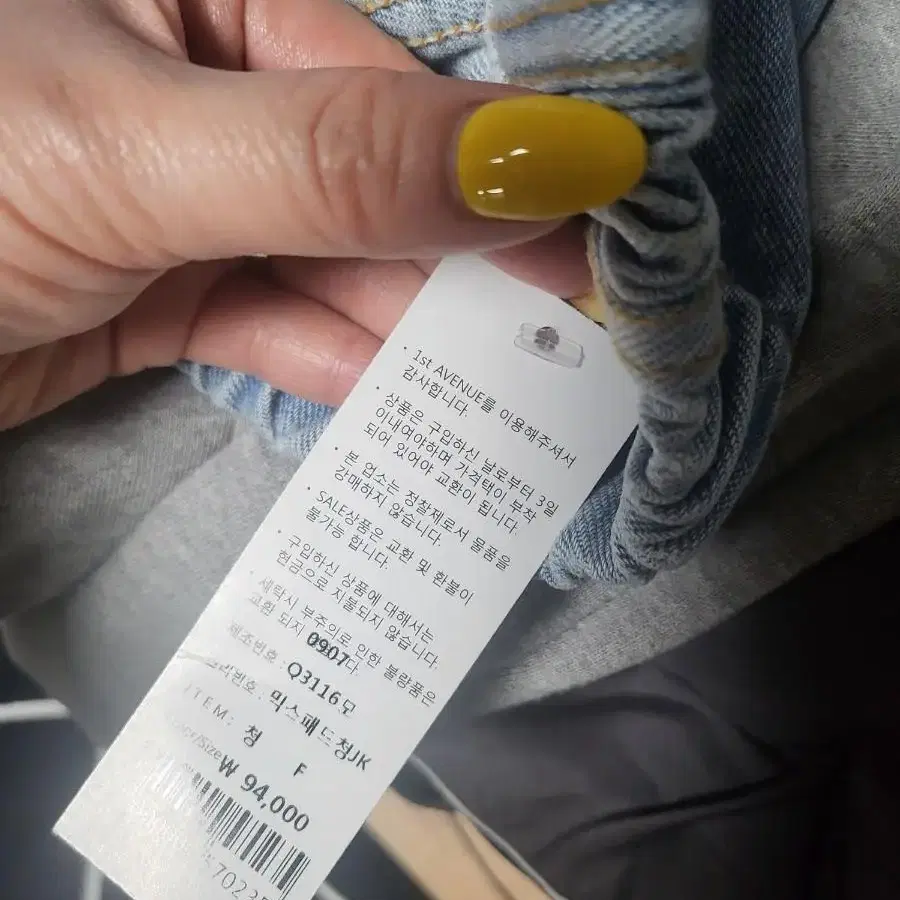 · 1st AVENUE를 이용해주셔서
감사합니다.
· 상품은 구입하신 날로부터 3일
이내여야하며 가격택이 부착
되어 있어야 교환이 됩니다.
· 본 업소는 정찰제로서 물품을
강매하지 않습니다.
· SALE상품은 교환 및 환불이
불가능 합니다.
· 구입하신 상품에 대해서는
현금으로 지불되지 않습니다.
· 세탁시 부주의로 인한 불량품은
교환 되지 다.
0907
제조번호 : Q3116모
번호 : 믹스패드청JK
ITEM : 청
/Size F
₩ 94,000